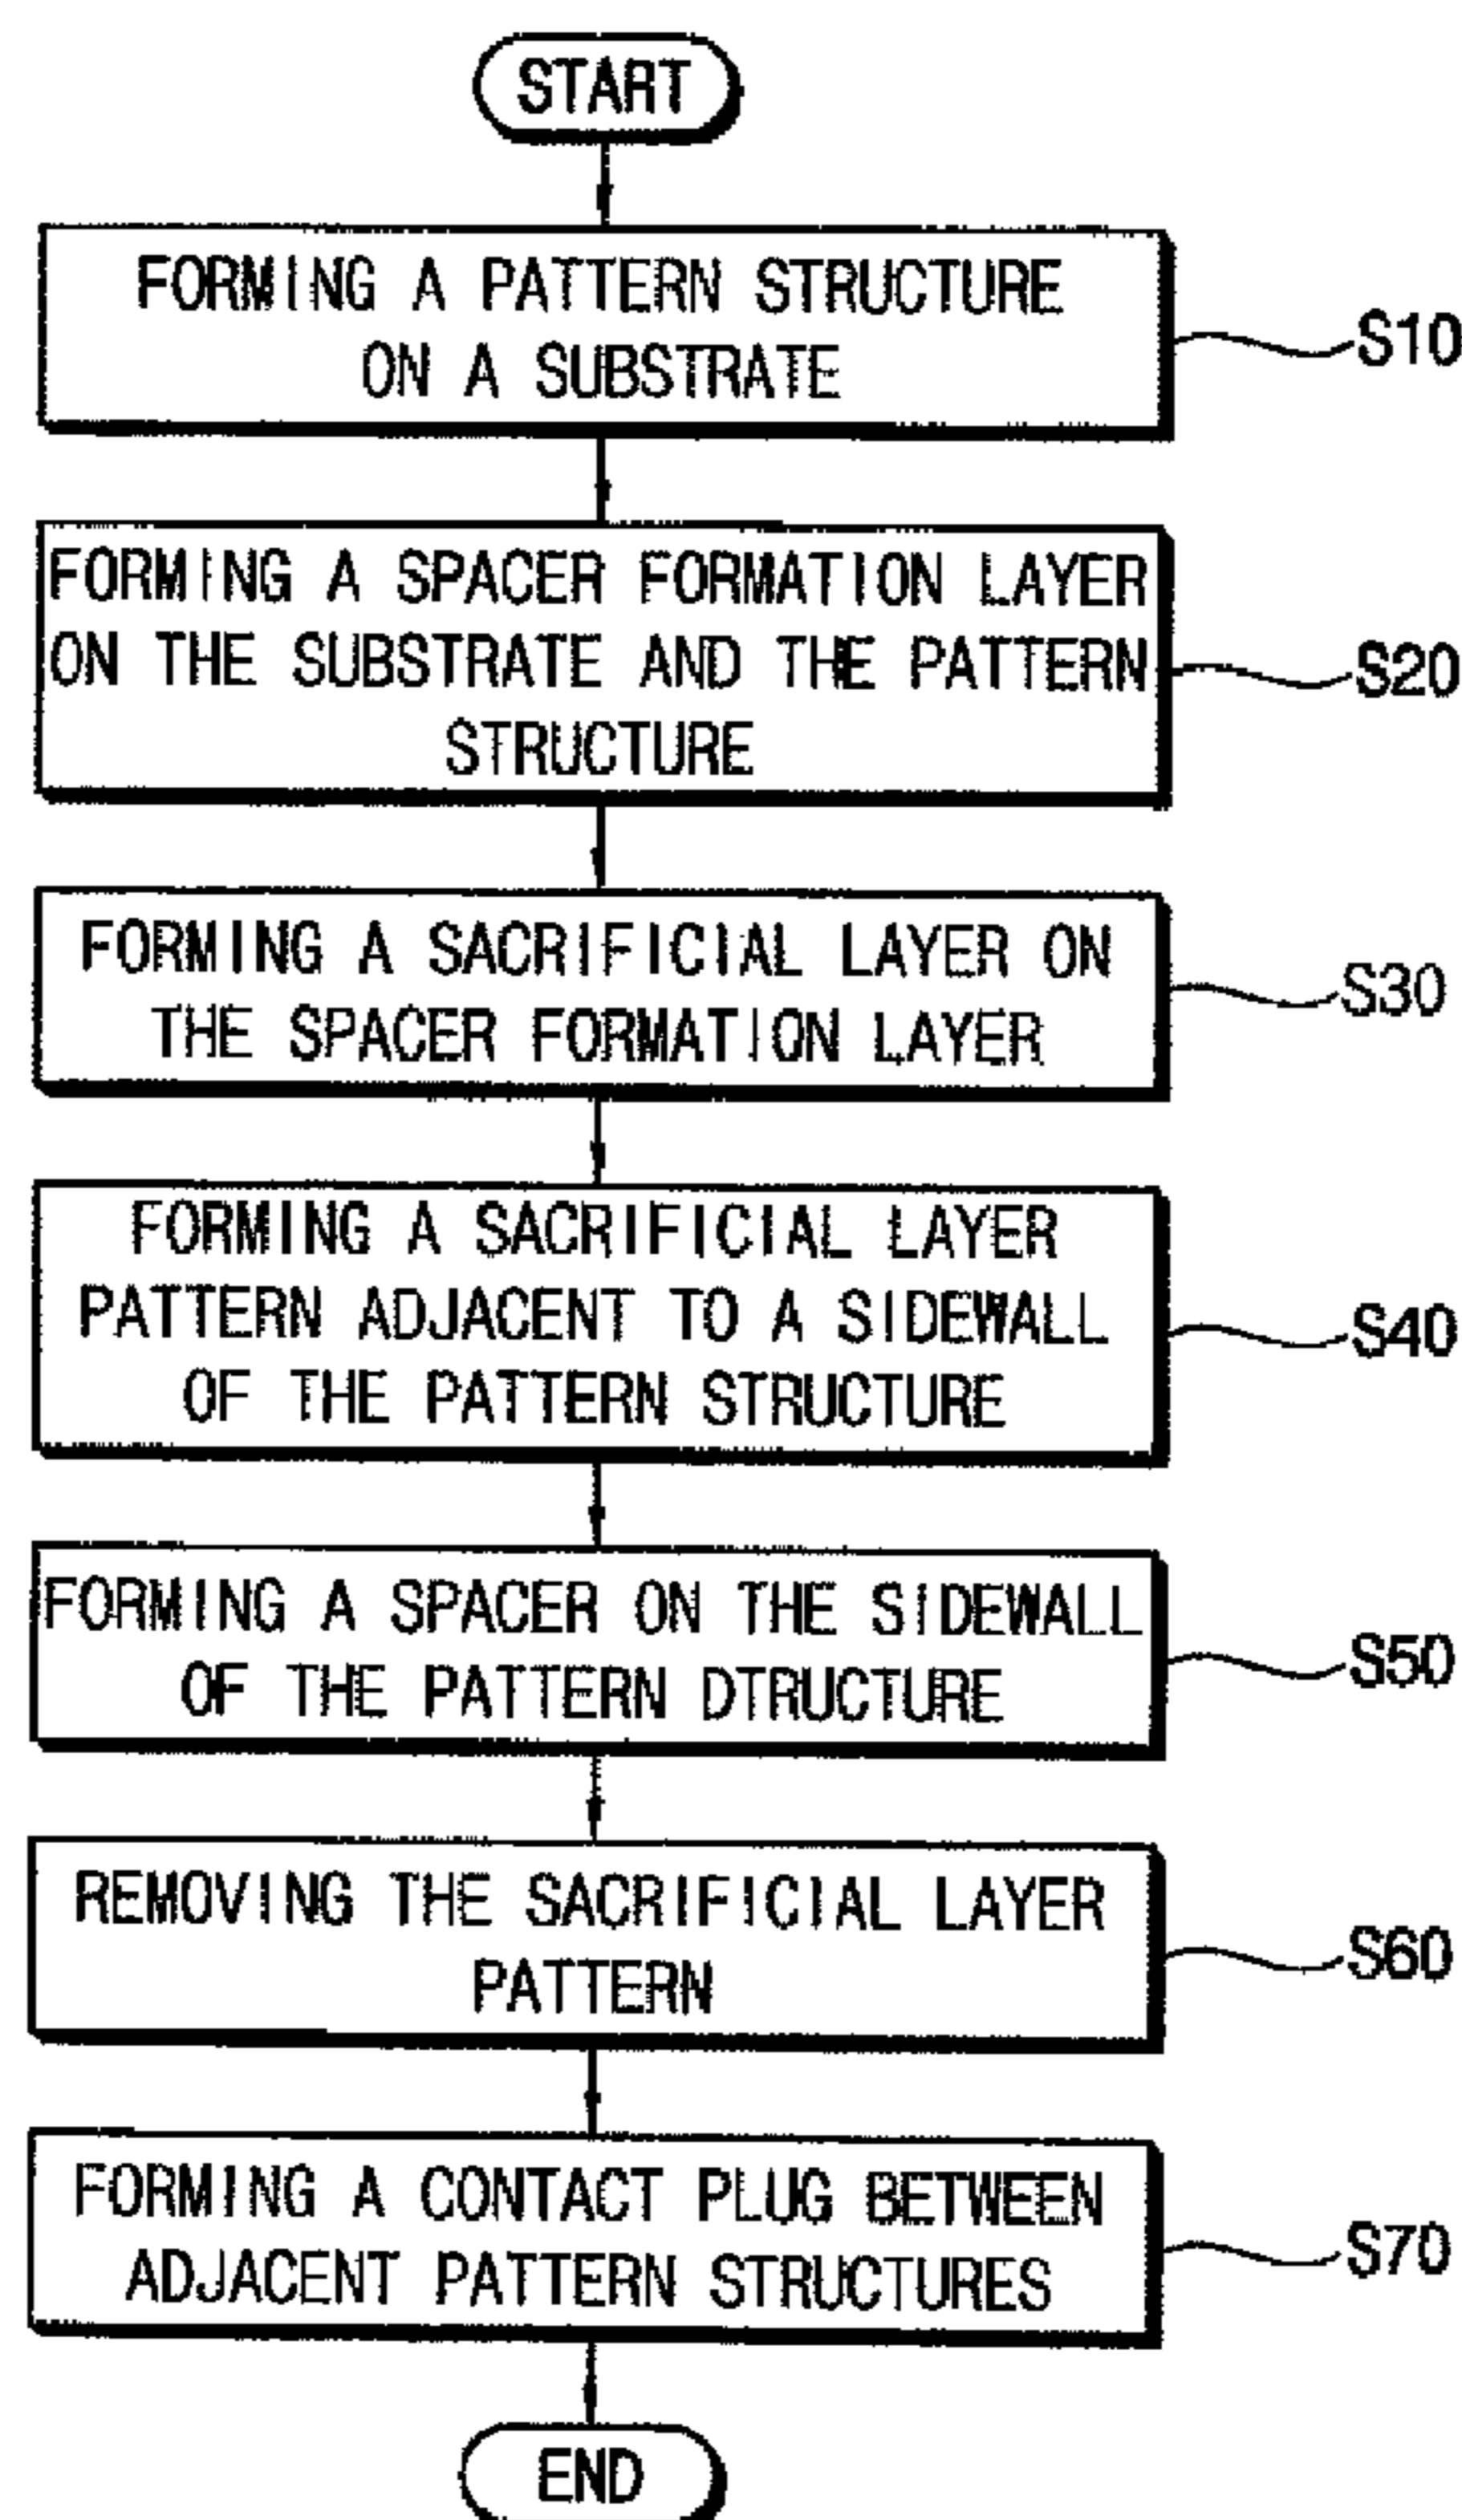 START
FORMING A PATTERN STRUCTURE
ON A SUBSTRATE
S10
FORMING A SPACER FORMATION LAYER
ON THE SUBSTRATE AND THE PATTERN
STRUCTURE
S20
FORMING A SACRIFICIAL LAYER ON
THE SPACER FORMATION LAYER
S30
FORMING A SACRIFICIAL LAYER
PATTERN ADJACENT TO A SIDEWALL
OF THE PATTERN STRUCTURE
S40
FORMING A SPACER ON THE SIDEWALL
OF THE PATTERN DTRUCTURE
S50
REMOVING THE SACRIFICIAL LAYER
PATTERN
S60
FORMING A CONTACT PLUG BETWEEN
ADJACENT PATTERN STRUCTURES
S70
END